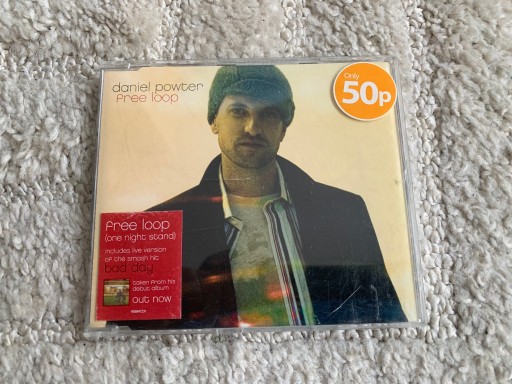 daniel powter
free loop
Only
50p
free loop
(one night stand)
includes live version
of the smash hit
bad day
taken from his
debut album
out now